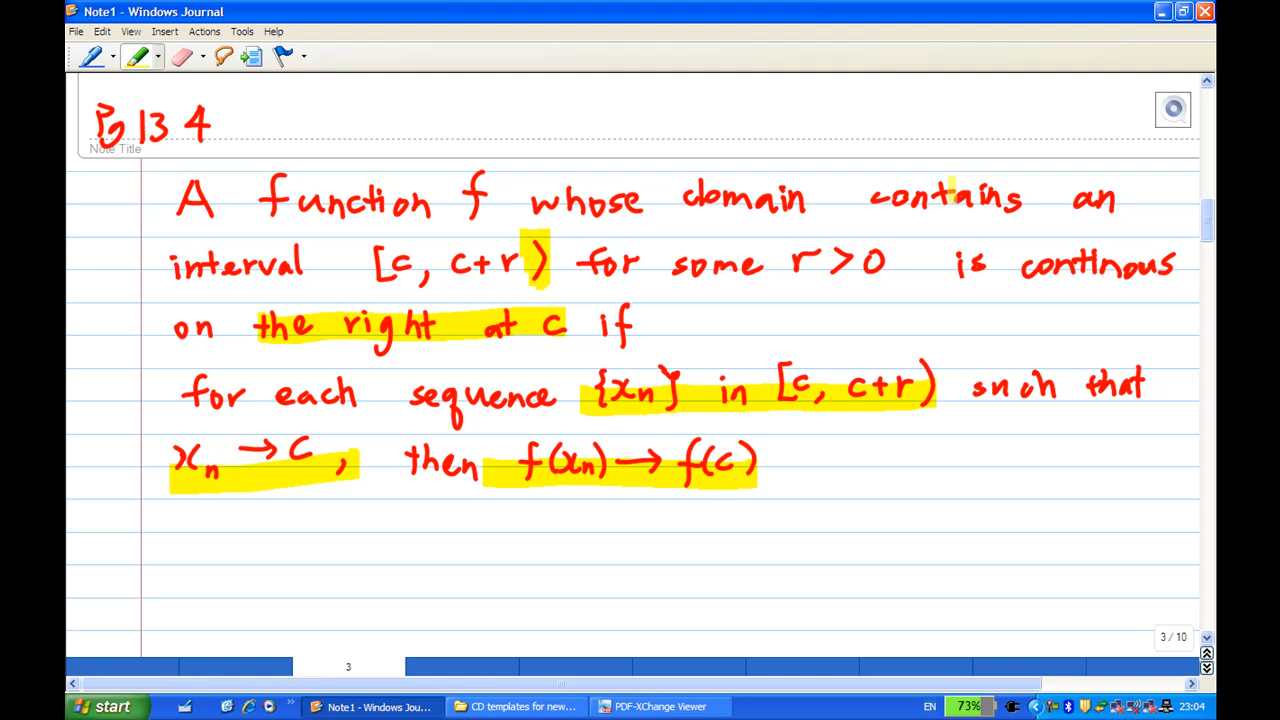 Note1 - Windows Journal
File Edit View Insert Actions Tools Help
Pg 134
Note Title
A function f whose domain contains an
interval [c, c+r) for some r > 0 is continous
on the right at c if
for each sequence {xn} in [c, c+r) such that
xn → c, then f(xn) → f(c)
3 / 10
3
start Note1 - Windows Jou... CD templates for new... PDF-XChange Viewer EN 73% 23:04